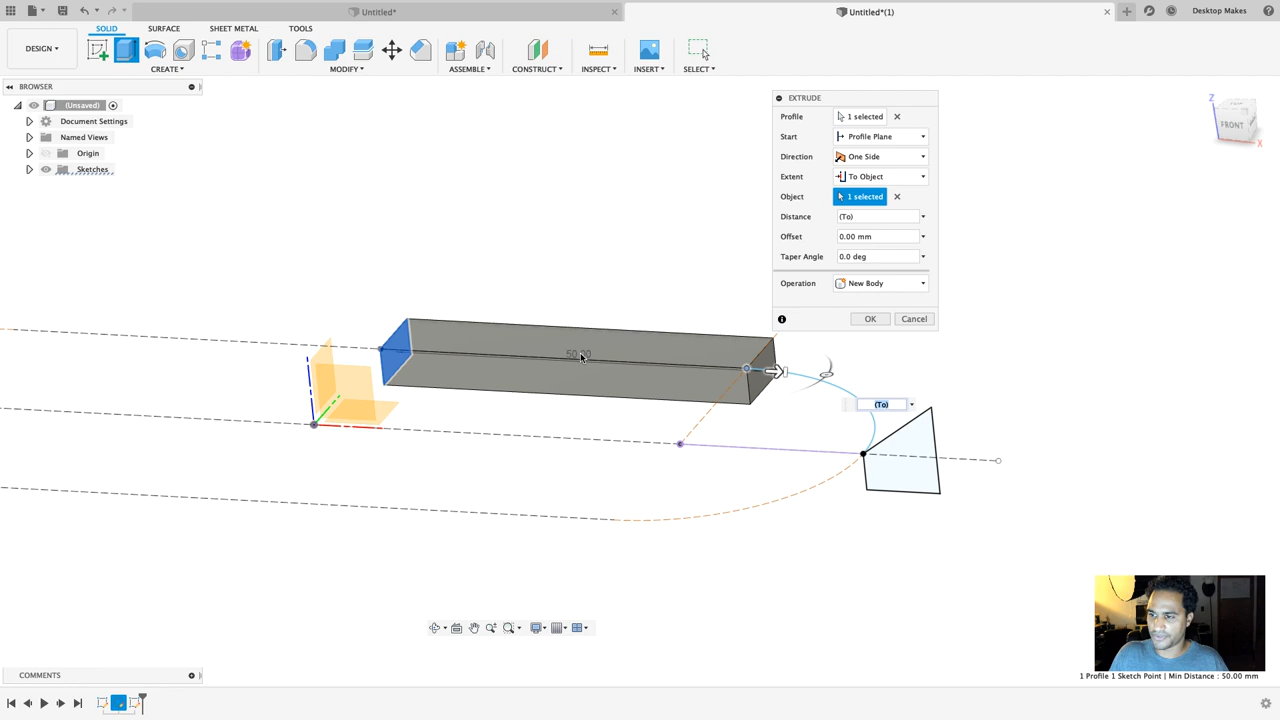 Untitled*
Untitled*(1)
Desktop Makes
DESIGN
SOLID
SURFACE
SHEET METAL
TOOLS
CREATE
MODIFY
ASSEMBLE
CONSTRUCT
INSPECT
INSERT
SELECT
BROWSER
(Unsaved)
Document Settings
Named Views
Origin
Sketches
EXTRUDE
Profile 1 selected
Start Profile Plane
Direction One Side
Extent To Object
Object 1 selected
Distance (To)
Offset 0.00 mm
Taper Angle 0.0 deg
Operation New Body
OK Cancel
Z
FRONT
X
50.00
(To)
COMMENTS
1 Profile 1 Sketch Point | Min Distance : 50.00 mm